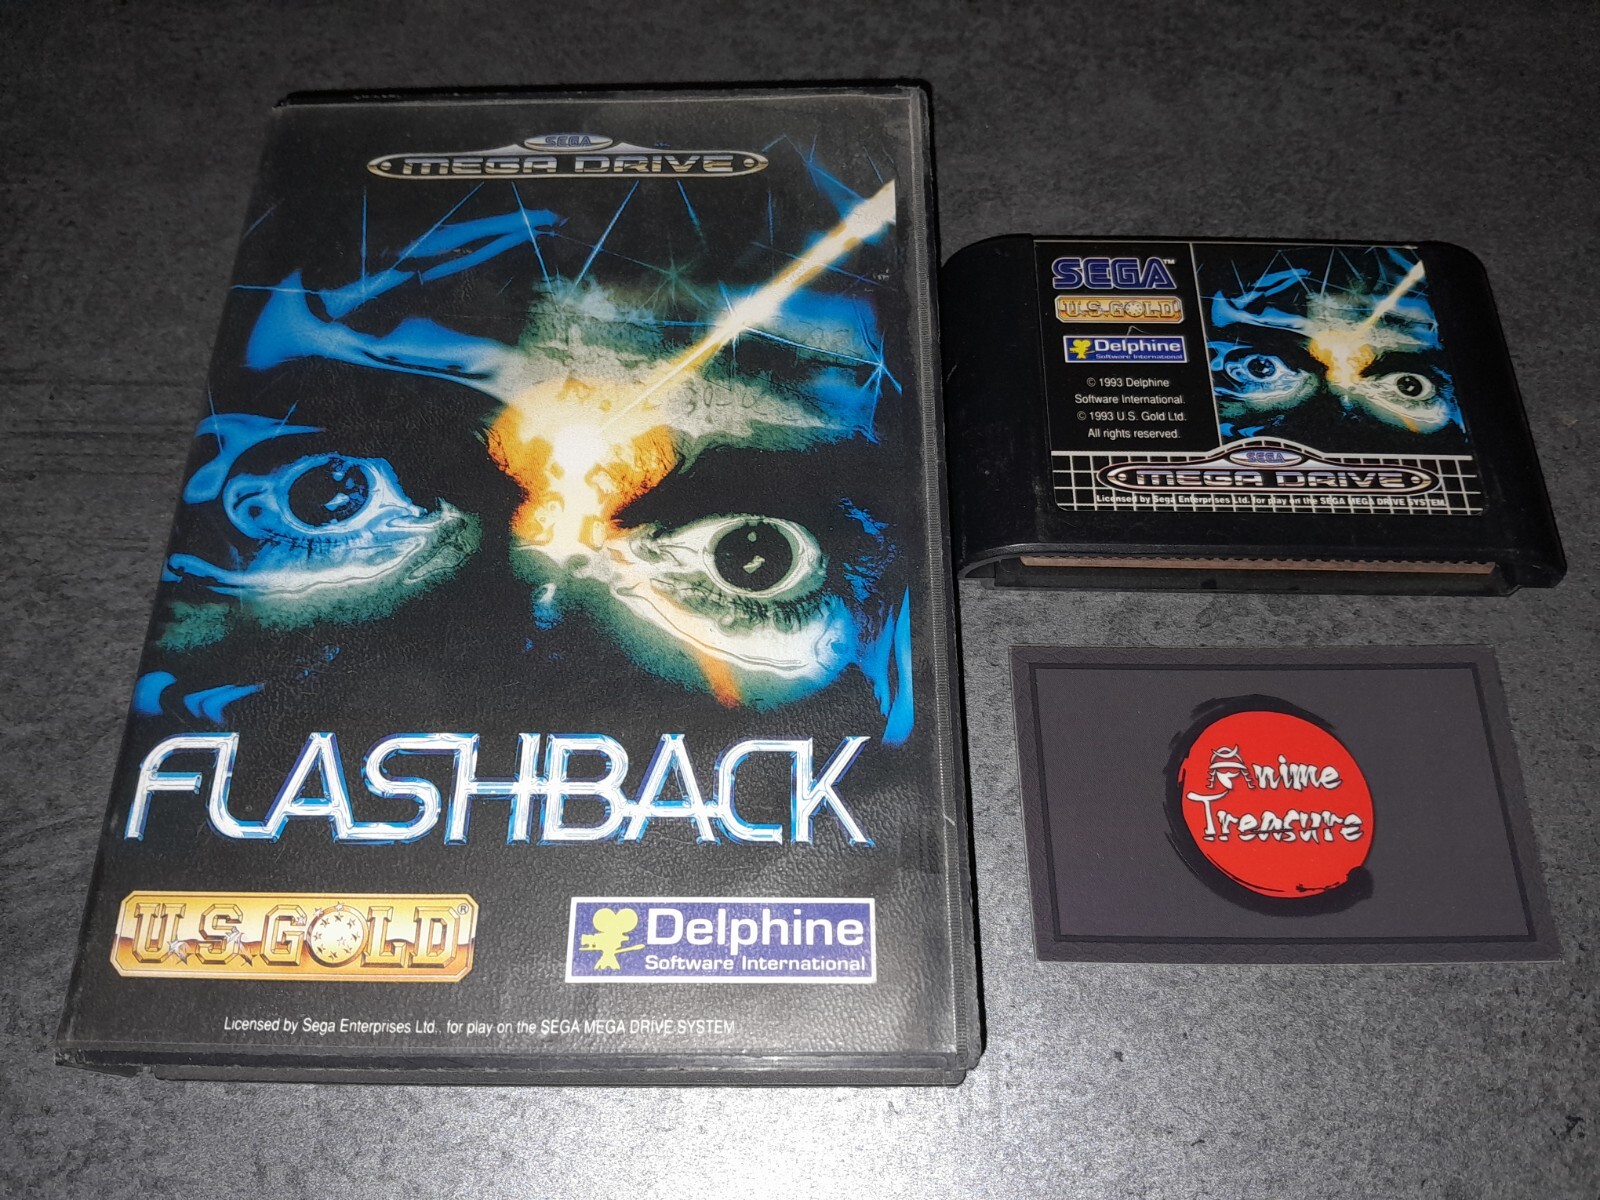 SEGA
MEGA DRIVE
FLASHBACK
U.S. GOLD®
Delphine
Software International
Licensed by Sega Enterprises Ltd.. for play on the SEGA MEGA DRIVE SYSTEM
SEGA™
U.S. GOLD
Delphine
Software International
© 1993 Delphine
Software International.
© 1993 U.S. Gold Ltd.
All rights reserved.
SEGA
MEGA DRIVE
Licensed by Sega Enterprises Ltd. for play on the SEGA MEGA DRIVE SYSTEM.
Anime
Treasure